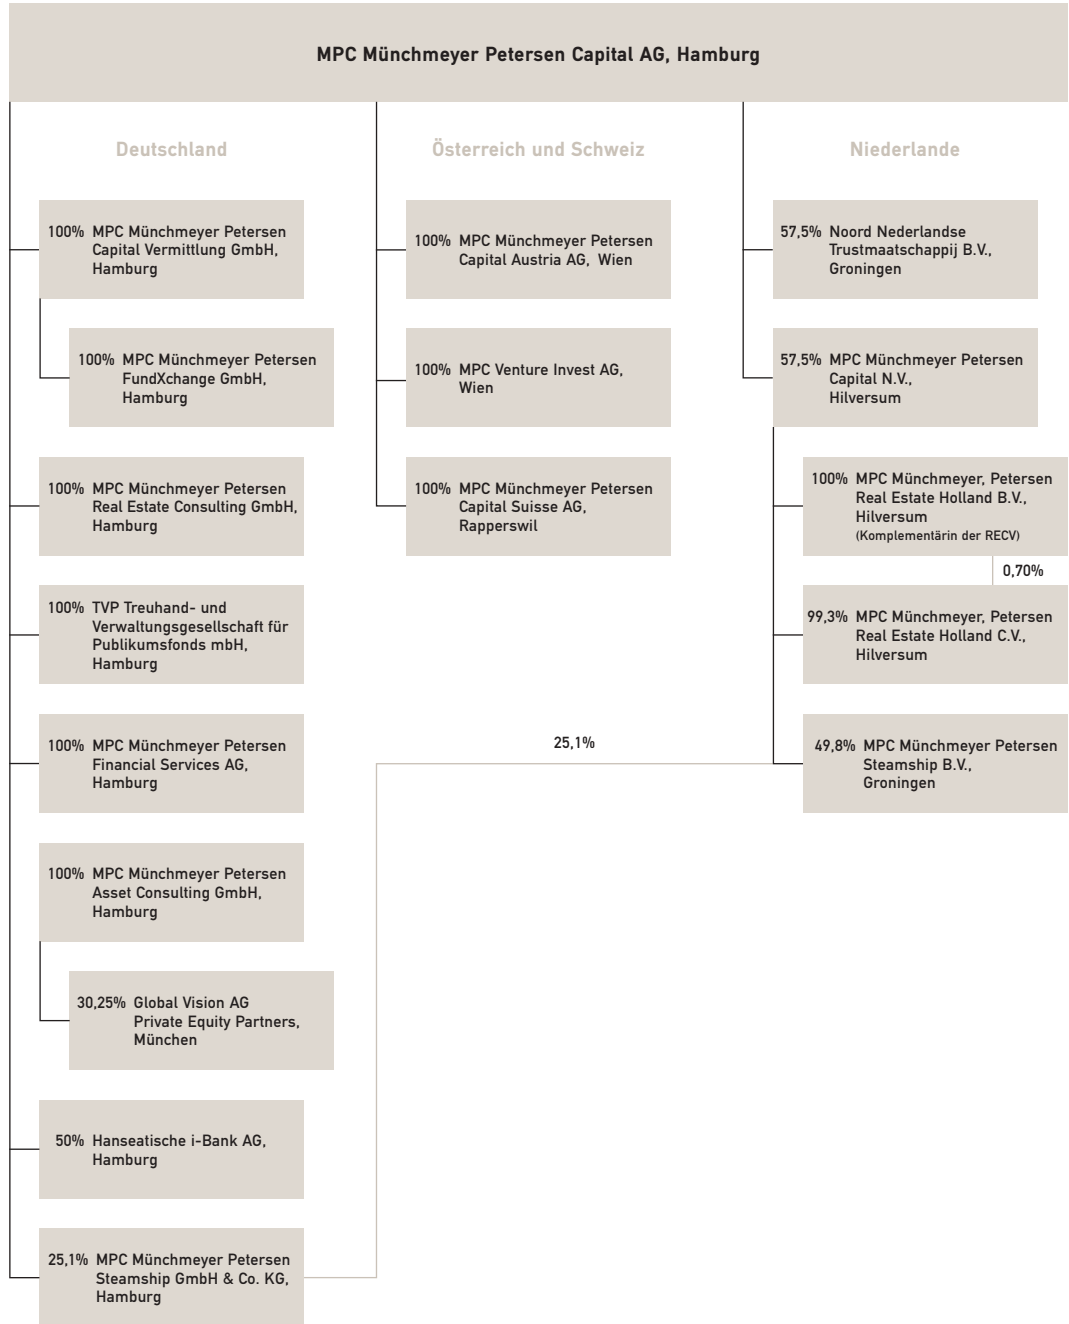 MPC Münchmeyer Petersen Capital AG, Hamburg
Deutschland
100% MPC Münchmeyer Petersen
Capital Vermittlung GmbH,
Hamburg
100% MPC Münchmeyer Petersen
FundXchange GmbH,
Hamburg
100% MPC Münchmeyer Petersen
Real Estate Consulting GmbH,
Hamburg
100% TVP Treuhand- und
Verwaltungsgesellschaft für
Publikumsfonds mbH,
Hamburg
100% MPC Münchmeyer Petersen
Financial Services AG,
Hamburg
100% MPC Münchmeyer Petersen
Asset Consulting GmbH,
Hamburg
30,25% Global Vision AG
Private Equity Partners,
München
50% Hanseatische i-Bank AG,
Hamburg
25,1% MPC Münchmeyer Petersen
Steamship GmbH & Co. KG,
Hamburg
Österreich und Schweiz
100% MPC Münchmeyer Petersen
Capital Austria AG, Wien
100% MPC Venture Invest AG,
Wien
100% MPC Münchmeyer Petersen
Capital Suisse AG,
Rapperswil
25,1%
Niederlande
57,5% Noord Nederlandse
Trustmaatschappij B.V.,
Groningen
57,5% MPC Münchmeyer Petersen
Capital N.V.,
Hilversum
100% MPC Münchmeyer, Petersen
Real Estate Holland B.V.,
Hilversum
(Komplementärin der RECV)
0,70%
99,3% MPC Münchmeyer, Petersen
Real Estate Holland C.V.,
Hilversum
49,8% MPC Münchmeyer Petersen
Steamship B.V.,
Groningen